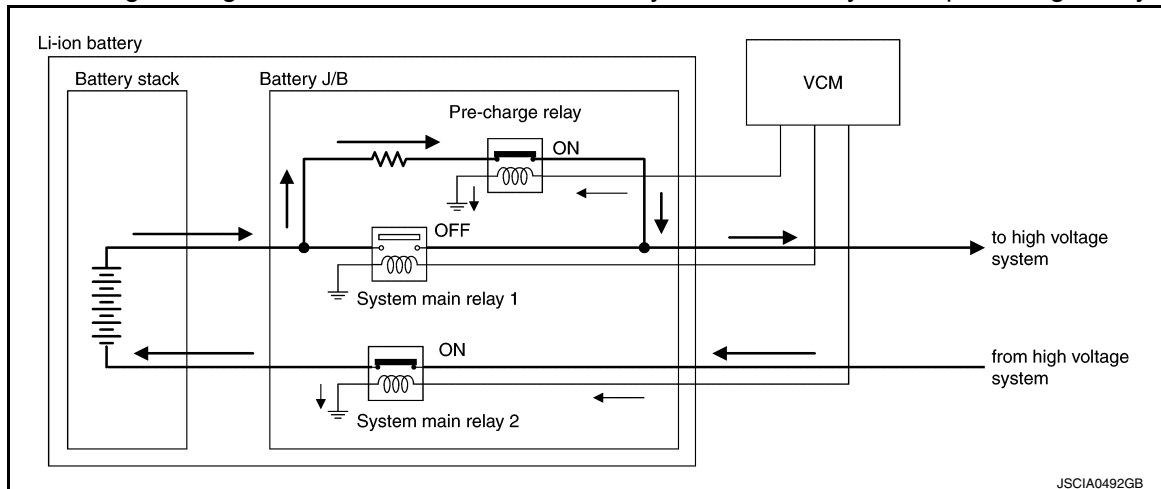 Li-ion battery
Battery stack
Battery J/B
VCM
Pre-charge relay
ON
OFF
System main relay 1
to high voltage
system
ON
System main relay 2
from high voltage
system
JSCIA0492GB